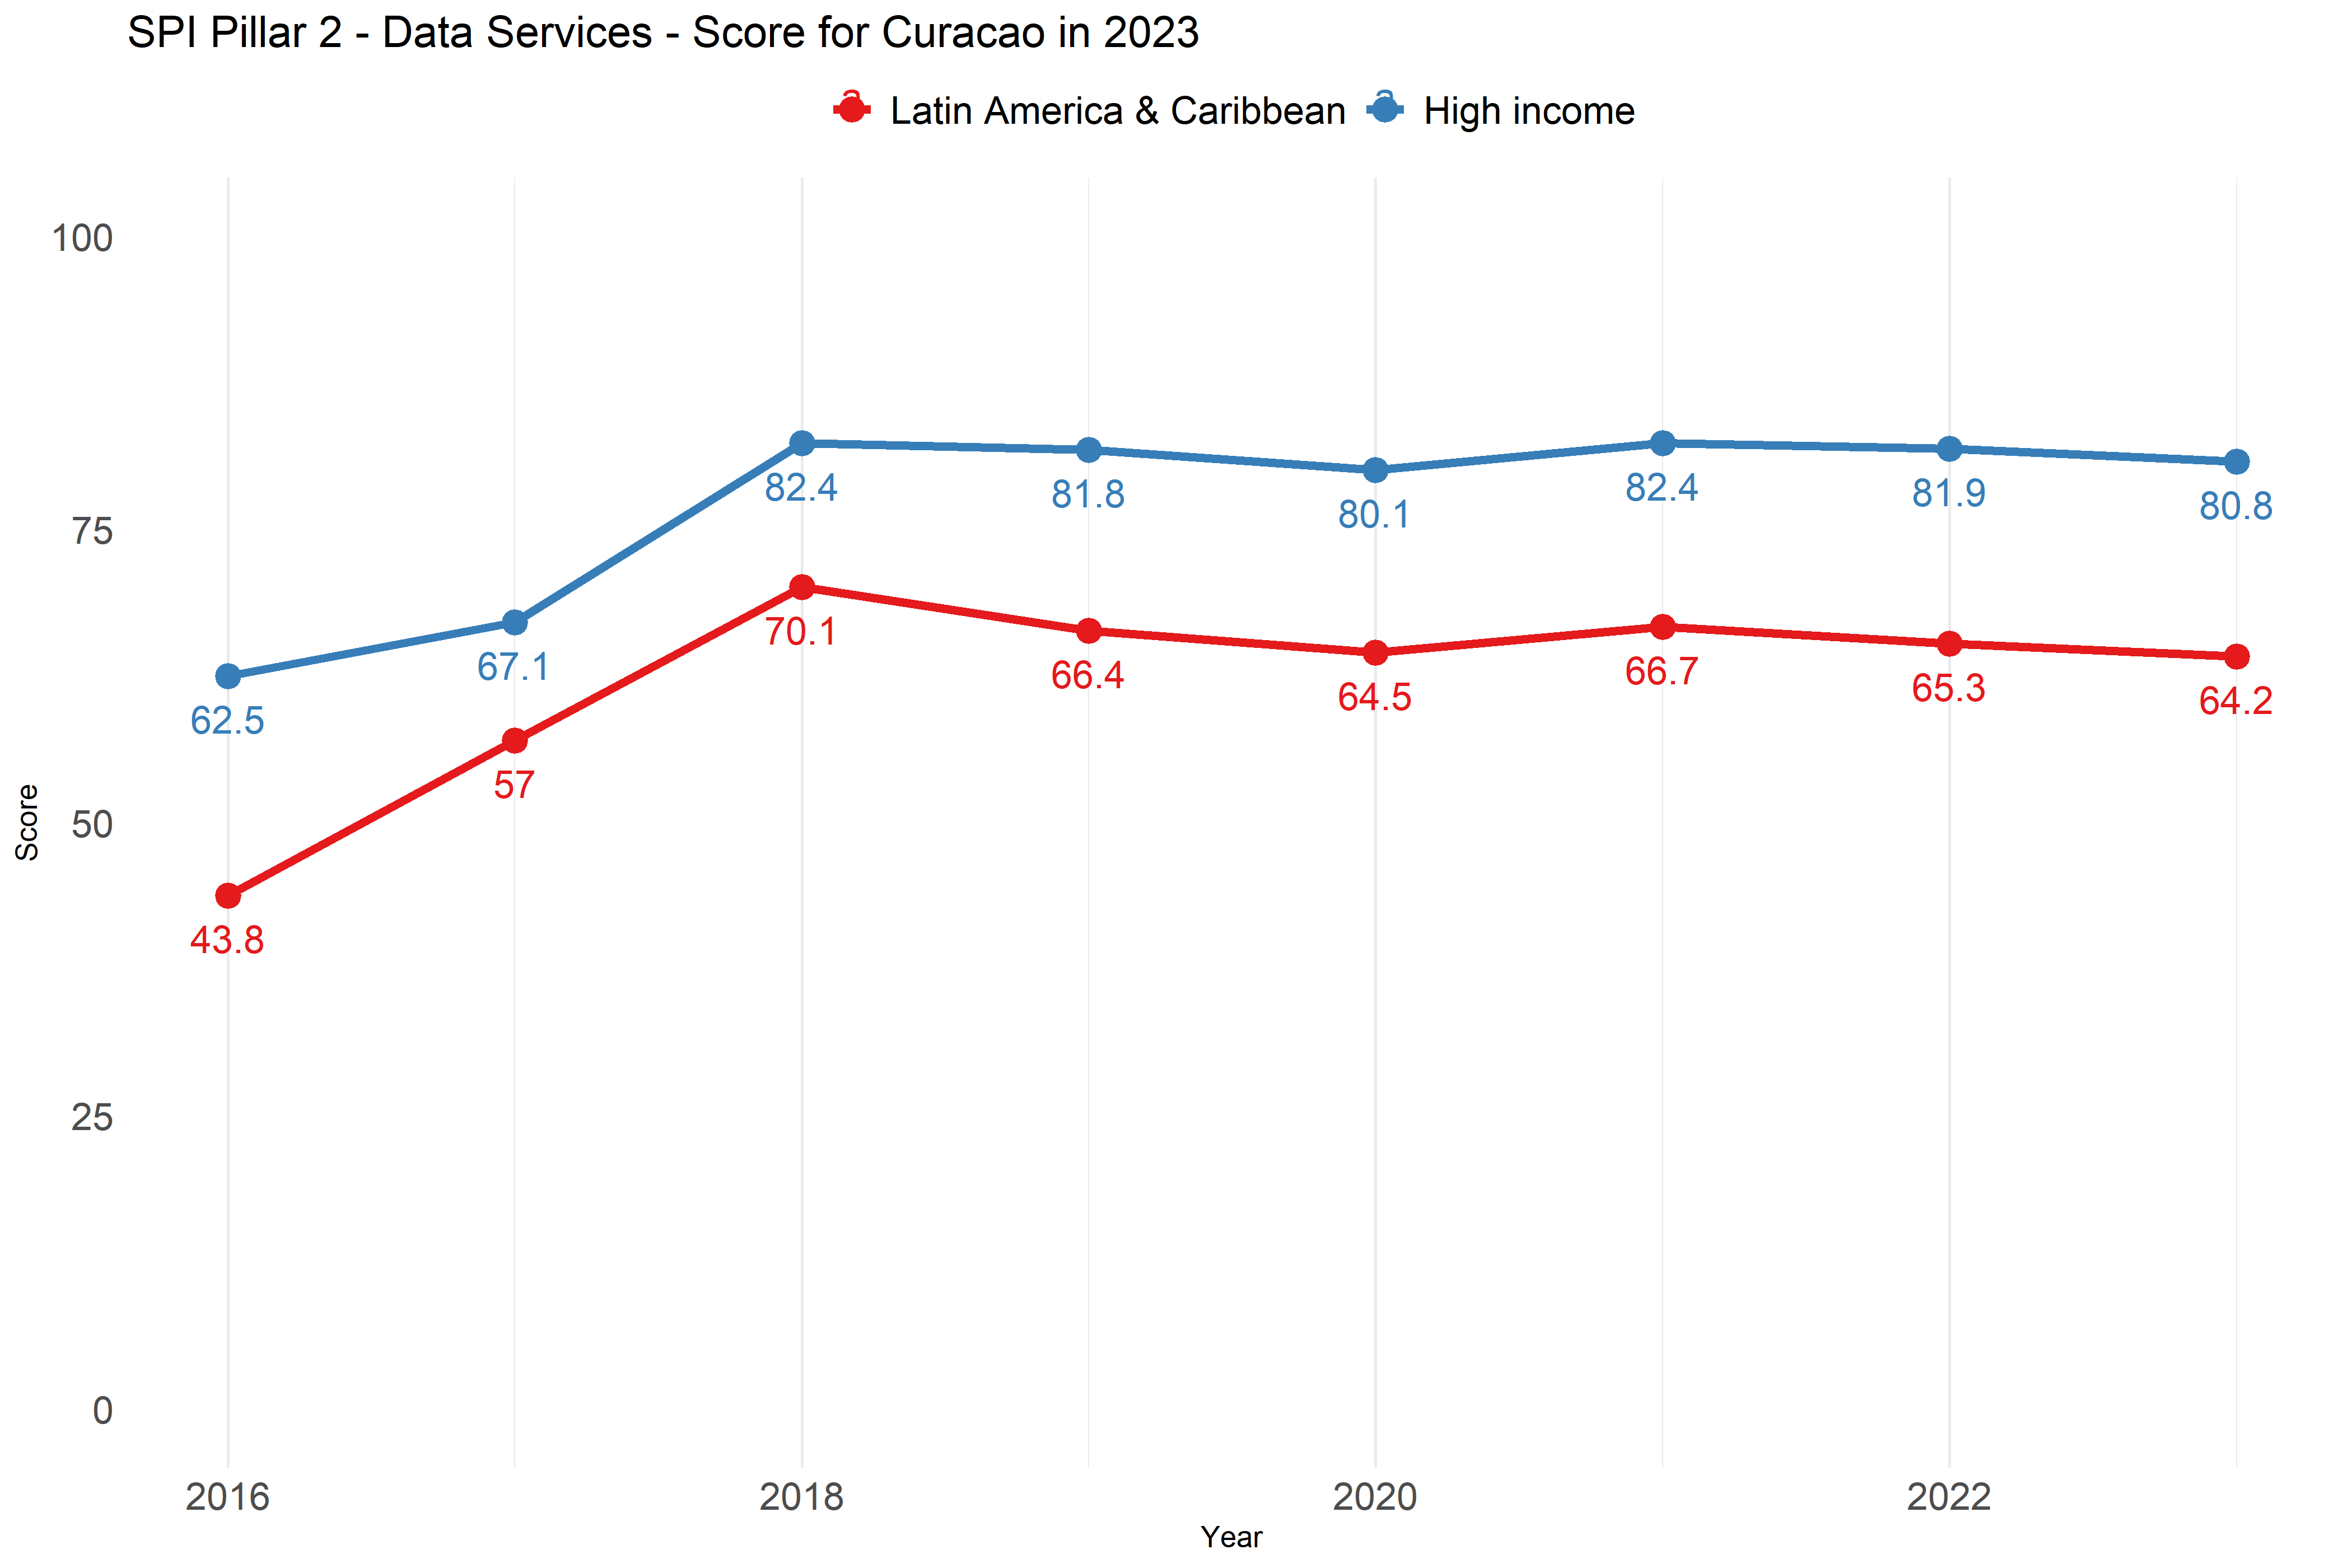 SPI Pillar 2 - Data Services - Score for Curacao in 2023
Latin America & Caribbean High income
100
75
50
25
0
Score
82.4 81.8 80.1 82.4 81.9 80.8
62.5 67.1
70.1 66.4 64.5 66.7 65.3 64.2
43.8 57
2016 2018 2020 2022
Year